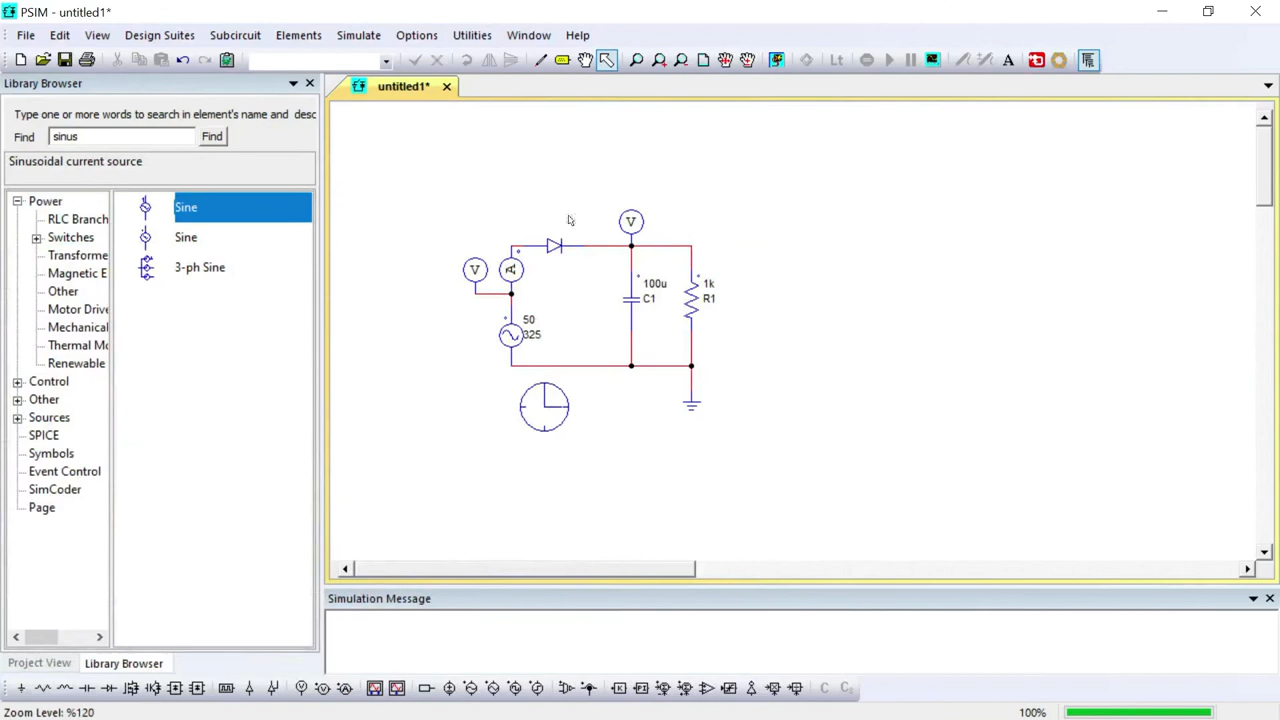 PSIM - untitled1*
File Edit View Design Suites Subcircuit Elements Simulate Options Utilities Window Help
Library Browser
untitled1*
Type one or more words to search in element's name and desc
Find sinus Find
Sinusoidal current source
Power
RLC Branch
Switches
Transforme
Magnetic E
Other
Motor Drive
Mechanical
Thermal Mo
Renewable
Control
Other
Sources
SPICE
Symbols
Event Control
SimCoder
Page
Sine
Sine
3-ph Sine
V
V A
100u
C1
1k
R1
50
325
Simulation Message
Project View Library Browser
Zoom Level: %120
100%